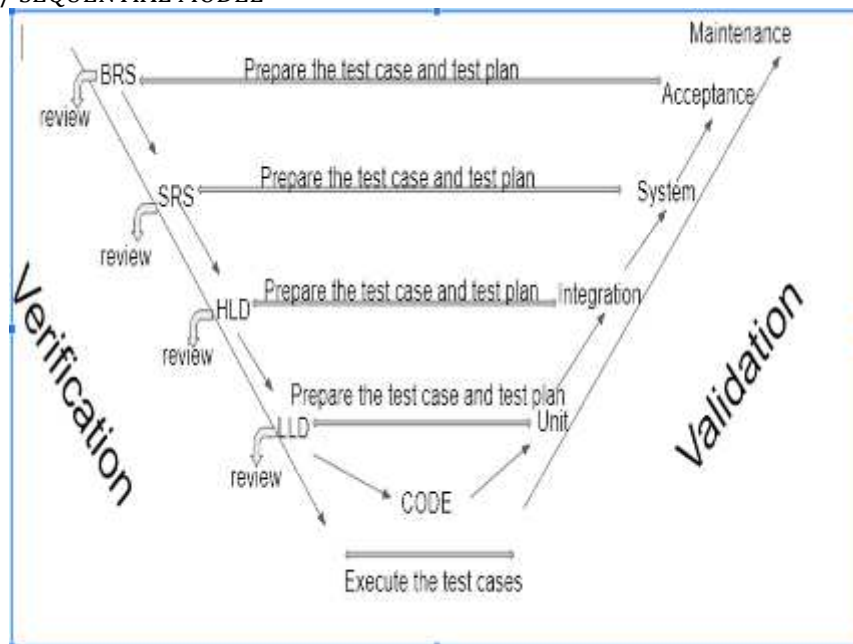 Maintenance
BRS Prepare the test case and test plan Acceptance
review
SRS Prepare the test case and test plan System
review
HLD Prepare the test case and test plan Integration
review
Prepare the test case and test plan
LLD Unit
review
CODE
Execute the test cases
Verification
Validation